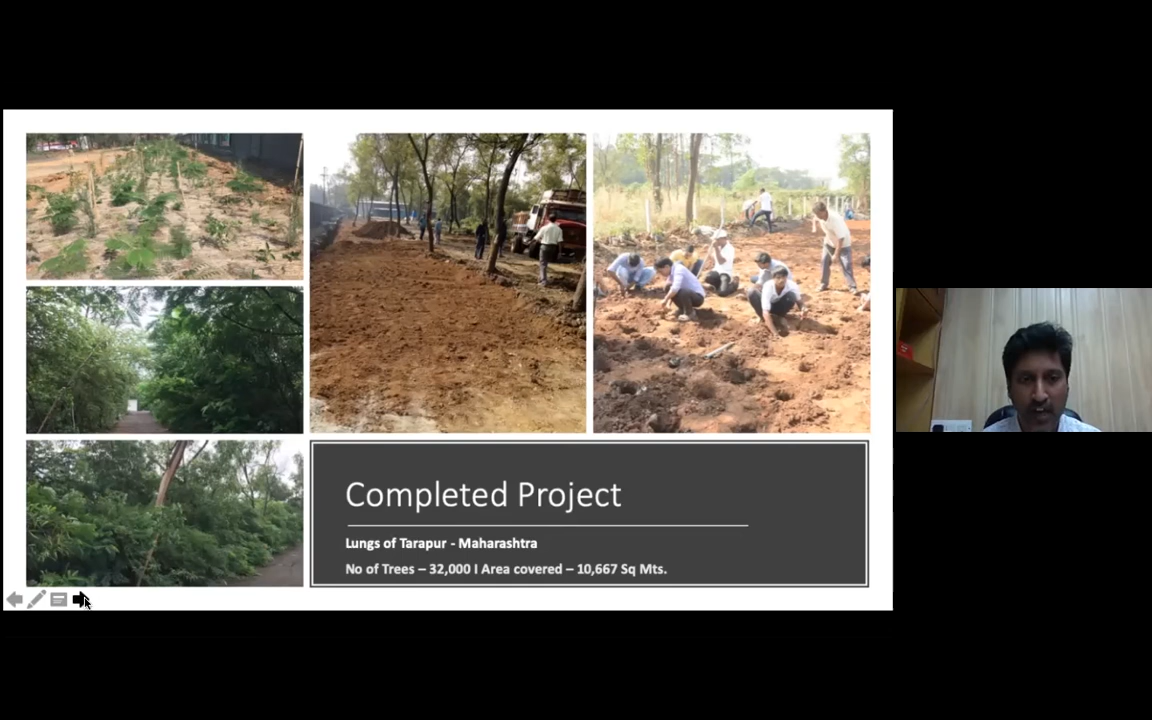 Completed Project
Lungs of Tarapur - Maharashtra
No of Trees – 32,000 I Area covered – 10,667 Sq Mts.